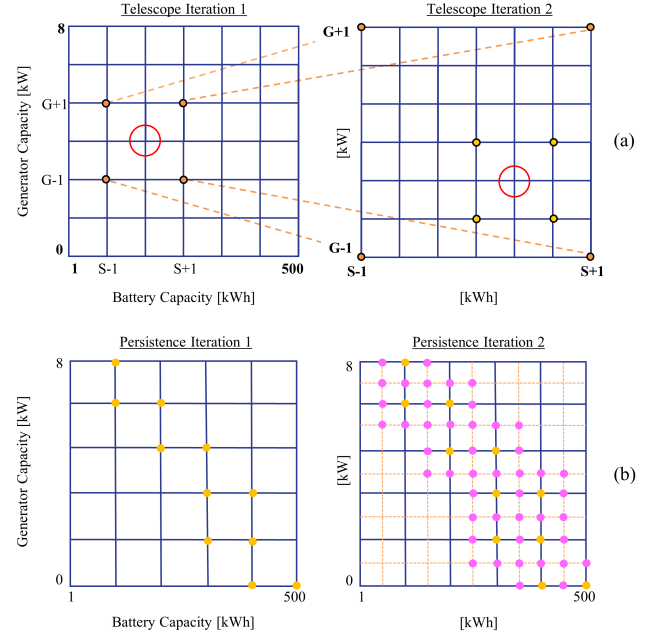 Telescope Iteration 1
Telescope Iteration 2
8
G+1
G-1
0
Generator Capacity [kW]
1 S-1 S+1 500
Battery Capacity [kWh]
G+1
[kW]
G-1
S-1 S+1
[kWh]
(a)
Persistence Iteration 1
Persistence Iteration 2
8
0
Generator Capacity [kW]
1 500
Battery Capacity [kWh]
8
[kW]
0
1 500
[kWh]
(b)